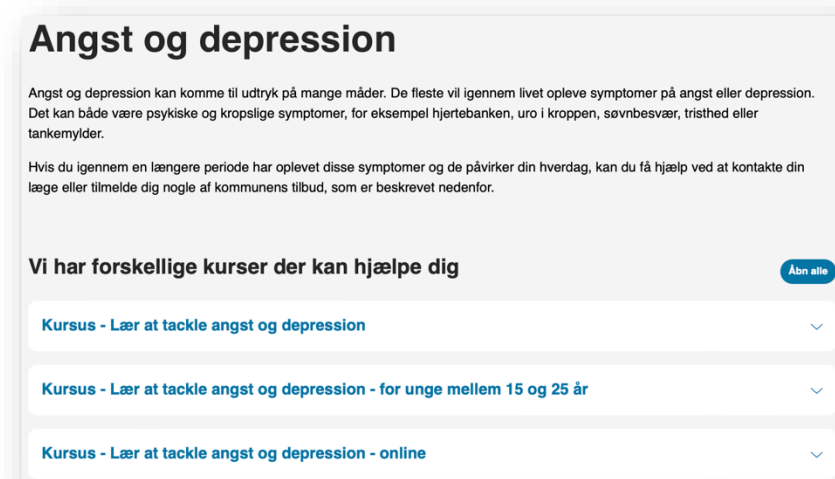 Angst og depression
Angst og depression kan komme til udtryk på mange måder. De fleste vil igennem livet opleve symptomer på angst eller depression.
Det kan både være psykiske og kropslige symptomer, for eksempel hjertebanken, uro i kroppen, søvnbesvær, tristhed eller
tankemylder.
Hvis du igennem en længere periode har oplevet disse symptomer og de påvirker din hverdag, kan du få hjælp ved at kontakte din
læge eller tilmelde dig nogle af kommunens tilbud, som er beskrevet nedenfor.
Vi har forskellige kurser der kan hjælpe dig
Åbn alle
Kursus - Lær at tackle angst og depression
Kursus - Lær at tackle angst og depression - for unge mellem 15 og 25 år
Kursus - Lær at tackle angst og depression - online